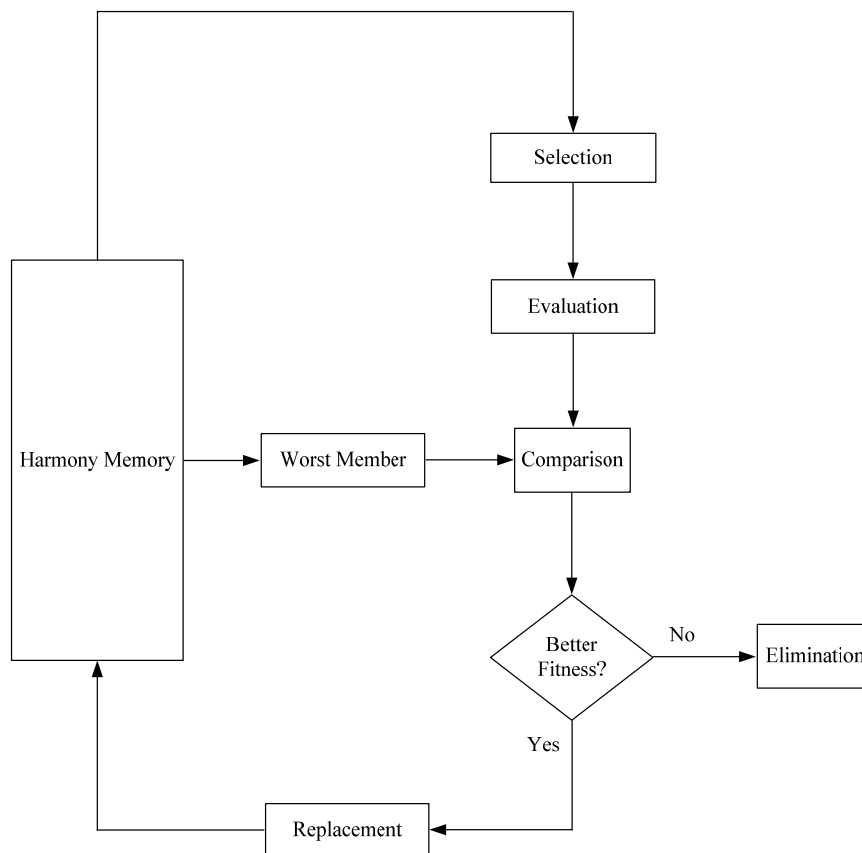 Selection
Evaluation
Harmony Memory
Worst Member
Comparison
Better
Fitness?
No
Elimination
Yes
Replacement